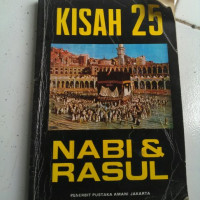 KISAH 25
NABI &
RASUL
PENERBIT PUSTAKA AMANI JAKARTA